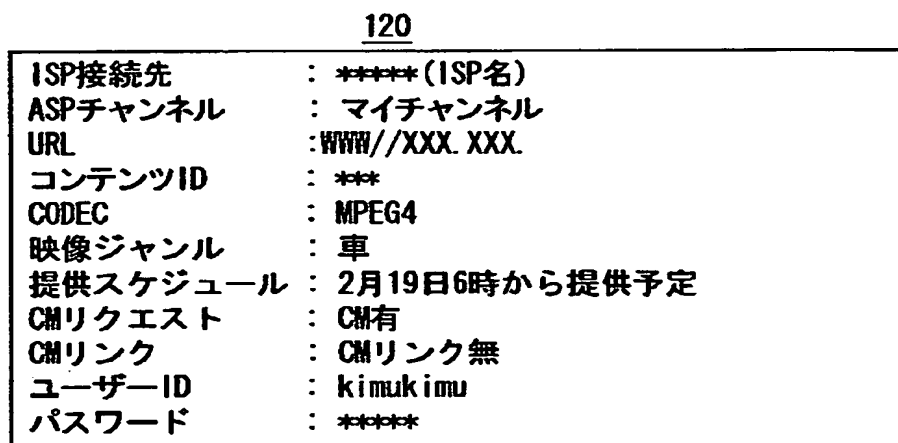 120
ISP接続先 : *****(ISP名)
ASPチャンネル : マイチャンネル
URL :WWW//XXX.XXX.
コンテンツID : ***
CODEC : MPEG4
映像ジャンル : 車
提供スケジュール : 2月19日6時から提供予定
CMリクエスト : CM有
CMリンク : CMリンク無
ユーザーID : kimukimu
パスワード : *****